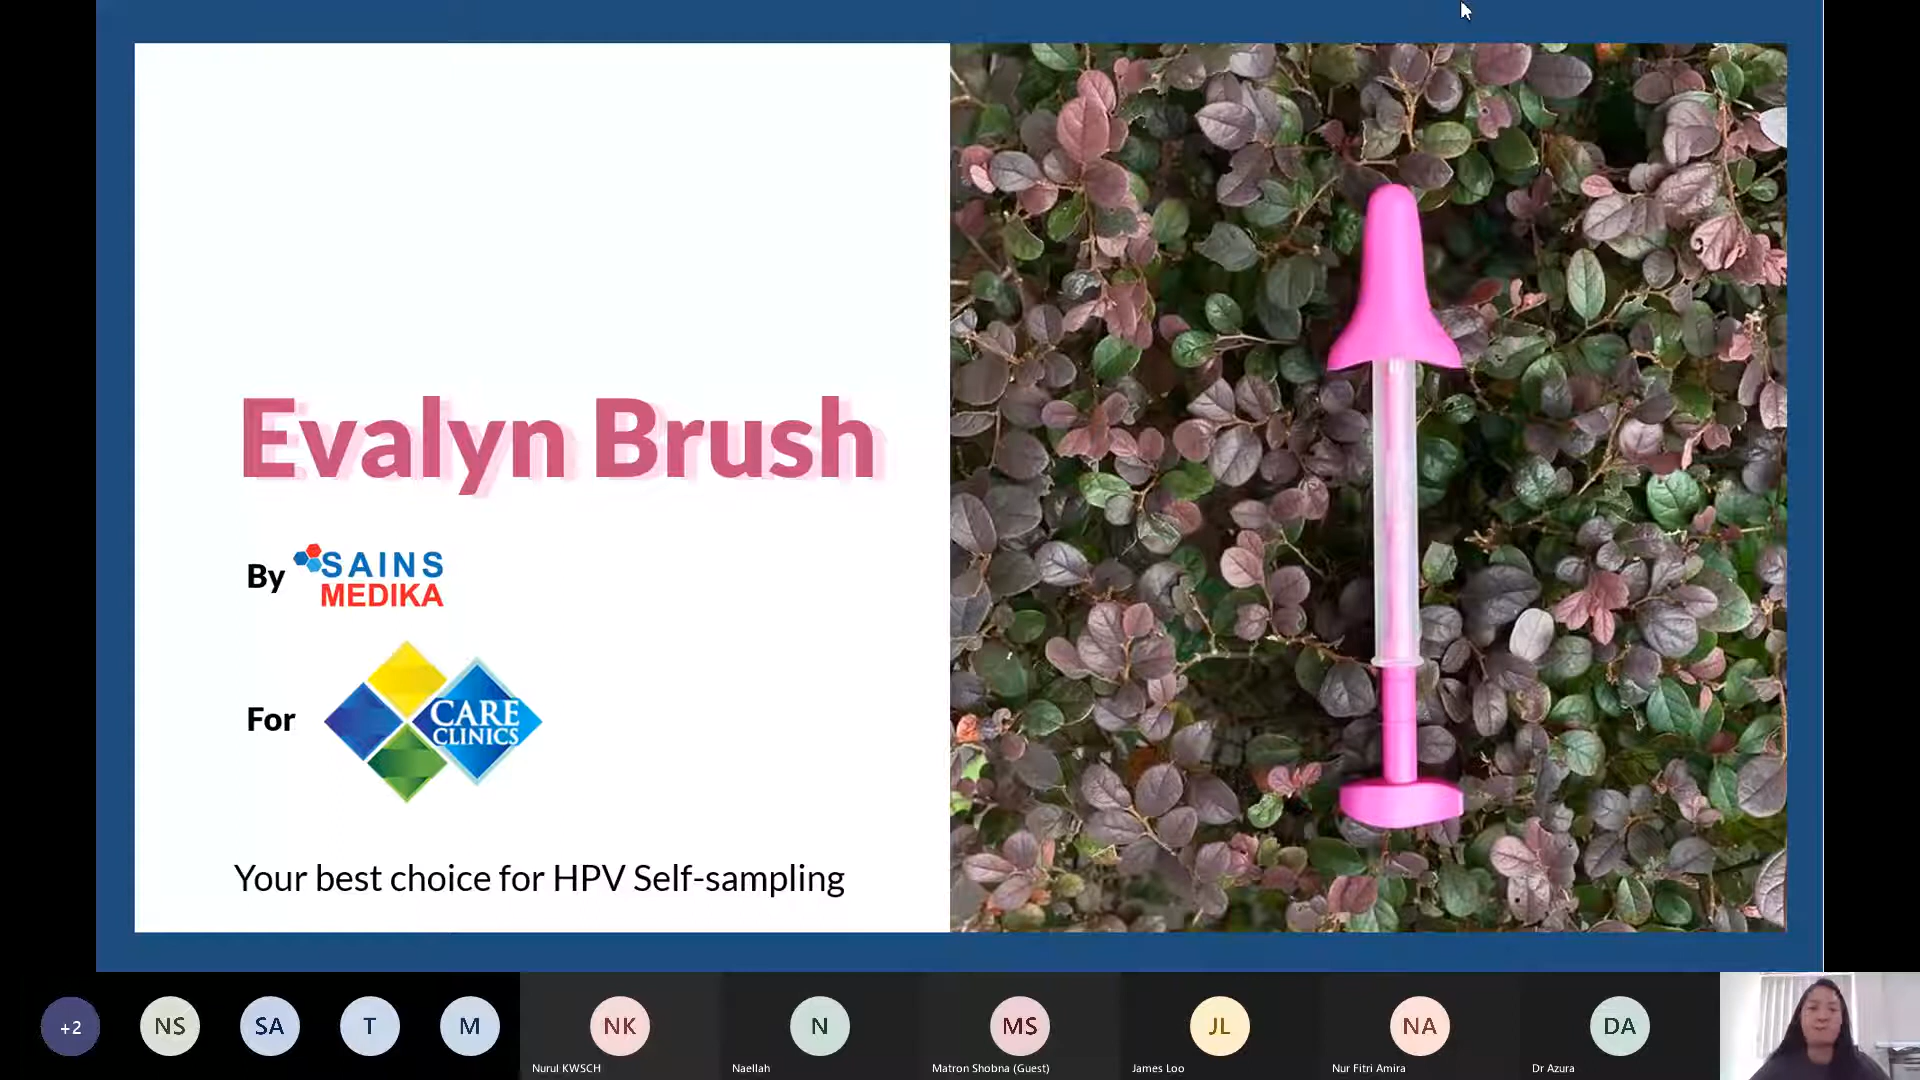 Evalyn Brush
By SAINS
MEDIKA
For CARE
CLINICS
Your best choice for HPV Self-sampling
+2
NS
SA
T
M
NK
N
MS
JL
NA
DA
Nurul KWSCH
Naellah
Matron Shobna (Guest)
James Loo
Nur Fitri Amira
Dr Azura